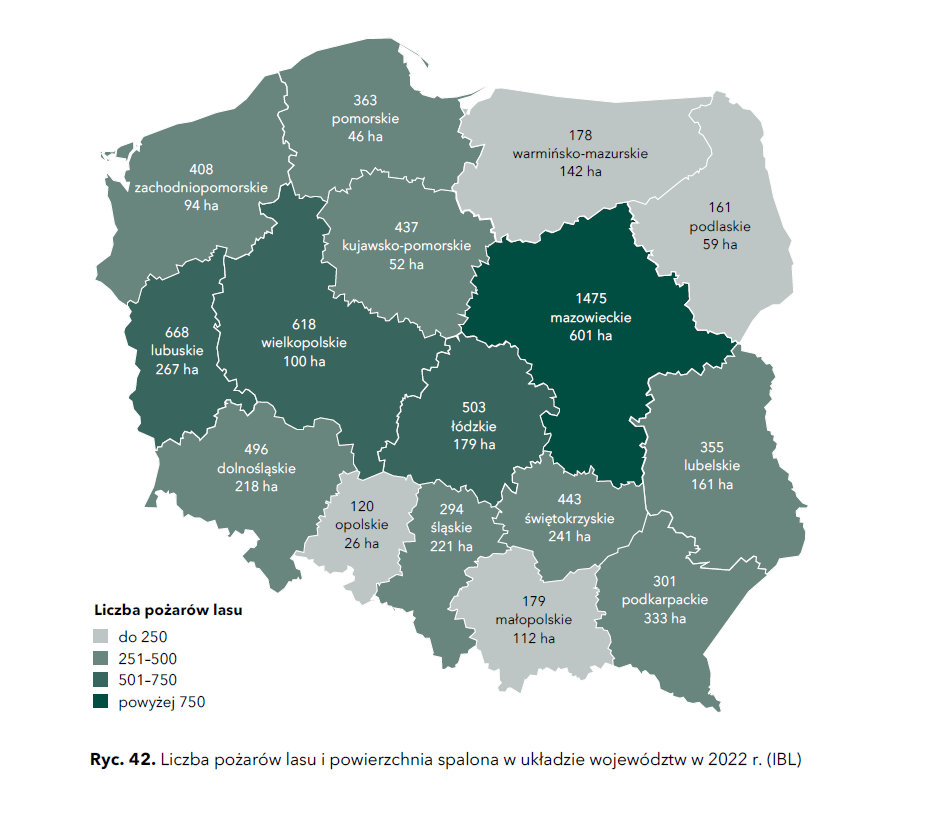 363
pomorskie
46 ha
178
warmińsko-mazurskie
142 ha
408
zachodniopomorskie
94 ha
161
podlaskie
59 ha
437
kujawsko-pomorskie
52 ha
1475
mazowieckie
601 ha
668
lubuskie
267 ha
618
wielkopolskie
100 ha
503
łódzkie
179 ha
496
dolnośląskie
218 ha
355
lubelskie
161 ha
120
opolskie
26 ha
294
śląskie
221 ha
443
świętokrzyskie
241 ha
179
małopolskie
112 ha
301
podkarpackie
333 ha
Liczba pożarów lasu
do 250
251–500
501–750
powyżej 750
Ryc. 42. Liczba pożarów lasu i powierzchnia spalona w układzie województw w 2022 r. (IBL)